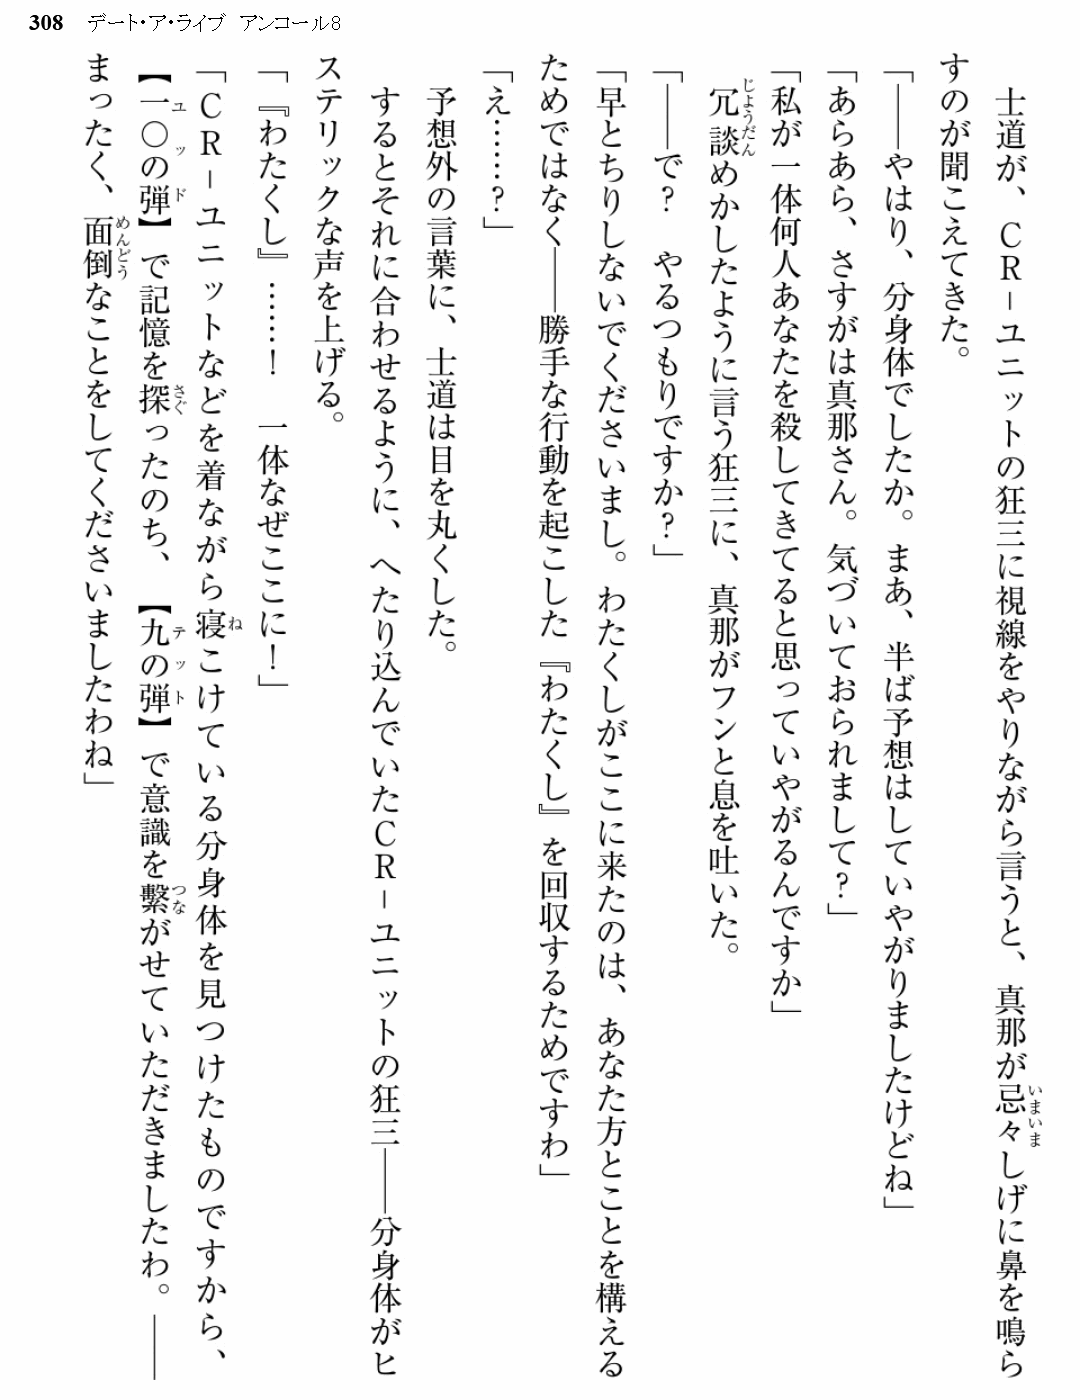 308 デート・ア・ライブ アンコール8
士道が、CR－ユニットの狂三に視線をやりながら言うと、真那が忌々しげに鼻を鳴ら
すのが聞こえてきた。
「――やはり、分身体でしたか。まあ、半ば予想はしていやがりましたけどね」
「あらあら、さすがは真那さん。気づいておられまして？」
「私が一体何人あなたを殺してきてると思っていやがるんですか」
冗談めかしたように言う狂三に、真那がフンと息を吐いた。
「――で？　やるつもりですか？」
「早とちりしないでくださいまし。わたくしがここに来たのは、あなた方とことを構える
ためではなく――勝手な行動を起こした『わたくし』を回収するためですわ」
「え……？」
予想外の言葉に、士道は目を丸くした。
するとそれに合わせるように、へたり込んでいたCR－ユニットの狂三――分身体がヒ
ステリックな声を上げる。
「『わたくし』……！　一体なぜここに！」
「CR－ユニットなどを着ながら寝こけている分身体を見つけたものですから、
【一〇の弾】で記憶を探ったのち、【九の弾】で意識を繫がせていただきましたわ。――
まったく、面倒なことをしてくださいましたわね」